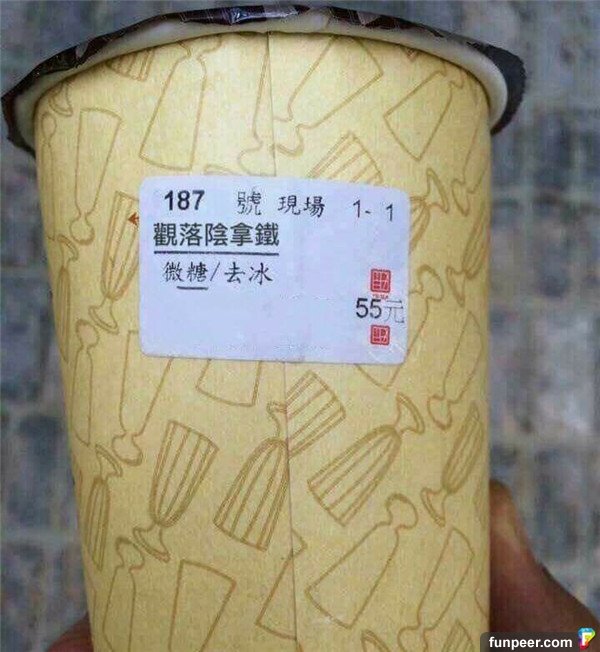 187 號 現場 1- 1
觀落陰拿鐵
微糖/去冰
55元
funpeer.com